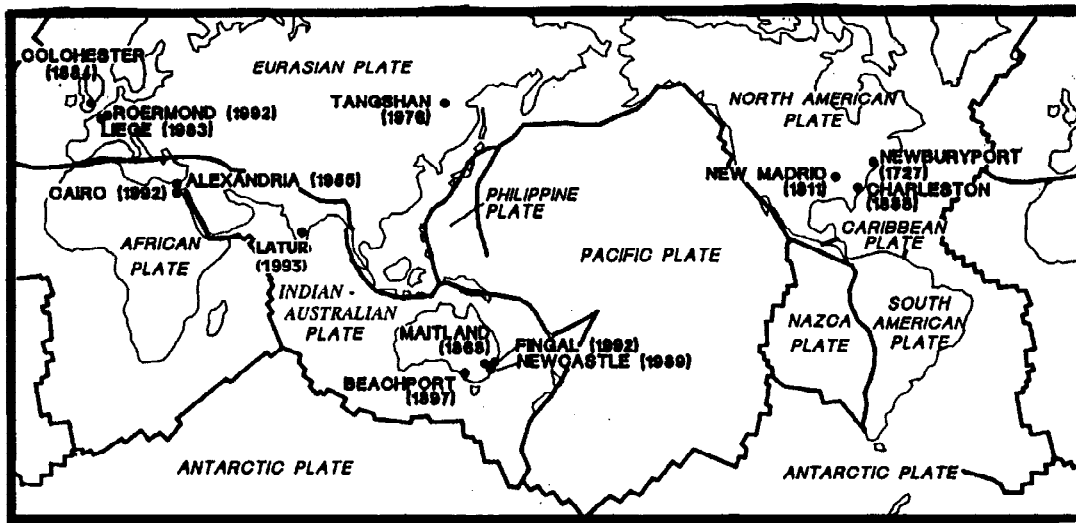 COLCHESTER
(1884)
EURASIAN PLATE
ROERMOND (1992)
LIEGE (1983)
TANGSHAN
(1976)
NORTH AMERICAN
PLATE
NEWBURYPORT
(1727)
NEW MADRID
(1811)
CHARLESTON
(1888)
CAIRO (1992)
ALEXANDRIA (1955)
PHILIPPINE
PLATE
CARIBBEAN
PLATE
AFRICAN
PLATE
LATUR
(1993)
PACIFIC PLATE
INDIAN -
AUSTRALIAN
PLATE
SOUTH
AMERICAN
PLATE
NAZCA
PLATE
MAITLAND
(1868)
FINGAL (1992)
NEWCASTLE (1989)
BEACHPORT
(1897)
ANTARCTIC PLATE
ANTARCTIC PLATE